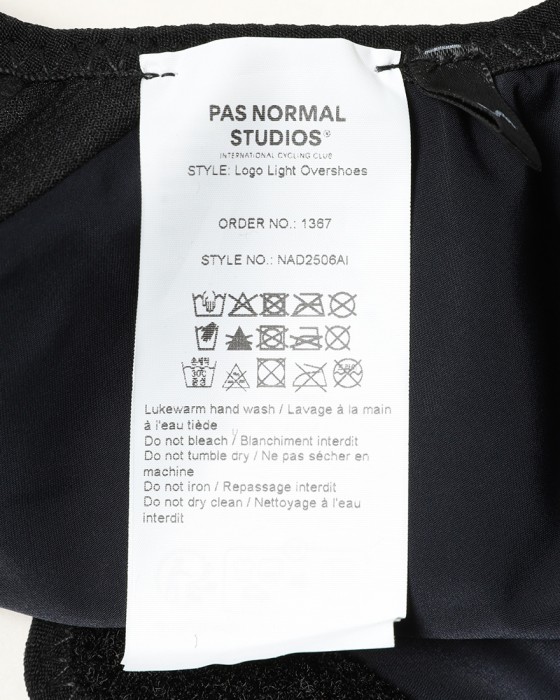 PAS NORMAL
STUDIOS®
INTERNATIONAL CYCLING CLUB
STYLE: Logo Light Overshoes
ORDER NO.: 1367
STYLE NO.: NAD2506AI
30℃
Lukewarm hand wash / Lavage à la main
à l'eau tiède
Do not bleach / Blanchiment interdit
Do not tumble dry / Ne pas sécher en
machine
Do not iron / Repassage interdit
Do not dry clean / Nettoyage à l'eau
interdit